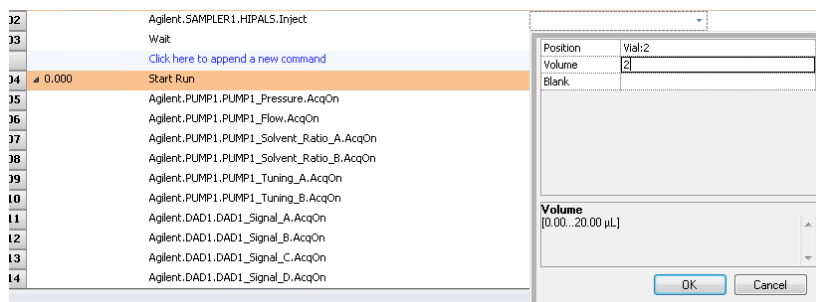 02 Agilent.SAMPLER1.HIPALS.Inject
03 Wait
Click here to append a new command
04 0.000 Start Run
05 Agilent.PUMP1.PUMP1_Pressure.AcqOn
06 Agilent.PUMP1.PUMP1_Flow.AcqOn
07 Agilent.PUMP1.PUMP1_Solvent_Ratio_A.AcqOn
08 Agilent.PUMP1.PUMP1_Solvent_Ratio_B.AcqOn
09 Agilent.PUMP1.PUMP1_Tuning_A.AcqOn
10 Agilent.PUMP1.PUMP1_Tuning_B.AcqOn
11 Agilent.DAD1.DAD1_Signal_A.AcqOn
12 Agilent.DAD1.DAD1_Signal_B.AcqOn
13 Agilent.DAD1.DAD1_Signal_C.AcqOn
14 Agilent.DAD1.DAD1_Signal_D.AcqOn
Position Vial:2
Volume 2
Blank
Volume
[0.00...20.00 µL]
OK Cancel